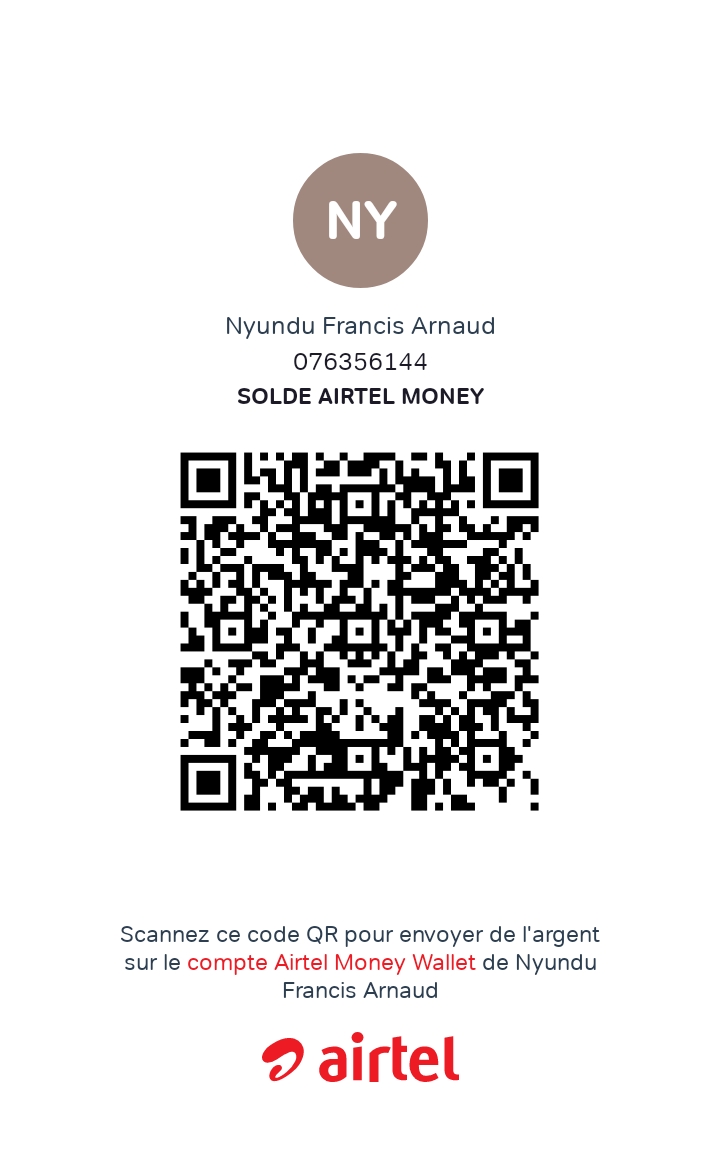 NY
Nyundu Francis Arnaud
076356144
SOLDE AIRTEL MONEY
Scannez ce code QR pour envoyer de l'argent
sur le compte Airtel Money Wallet de Nyundu
Francis Arnaud
airtel